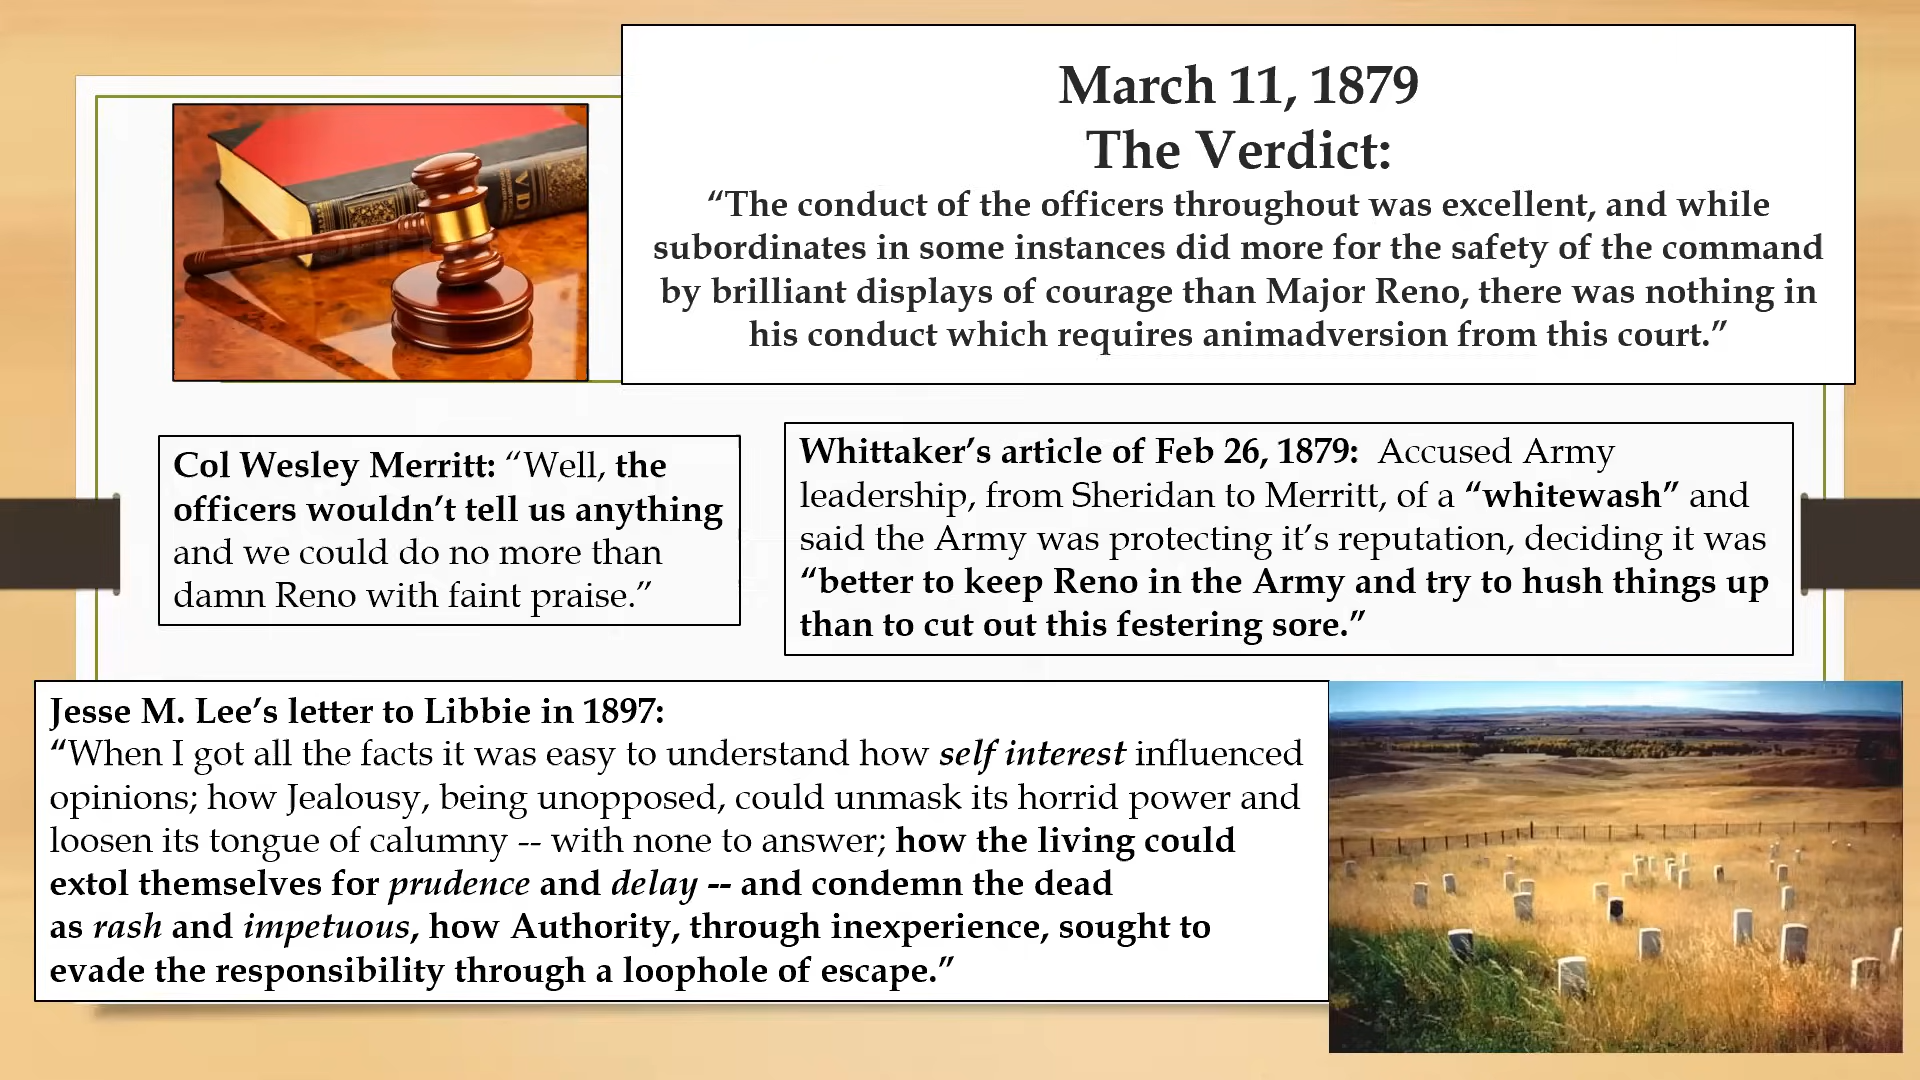 March 11, 1879
The Verdict:
“The conduct of the officers throughout was excellent, and while
subordinates in some instances did more for the safety of the command
by brilliant displays of courage than Major Reno, there was nothing in
his conduct which requires animadversion from this court.”
Col Wesley Merritt: “Well, the
officers wouldn’t tell us anything
and we could do no more than
damn Reno with faint praise.”
Whittaker’s article of Feb 26, 1879: Accused Army
leadership, from Sheridan to Merritt, of a “whitewash” and
said the Army was protecting it’s reputation, deciding it was
“better to keep Reno in the Army and try to hush things up
than to cut out this festering sore.”
Jesse M. Lee’s letter to Libbie in 1897:
“When I got all the facts it was easy to understand how self interest influenced
opinions; how Jealousy, being unopposed, could unmask its horrid power and
loosen its tongue of calumny -- with none to answer; how the living could
extol themselves for prudence and delay -- and condemn the dead
as rash and impetuous, how Authority, through inexperience, sought to
evade the responsibility through a loophole of escape.”